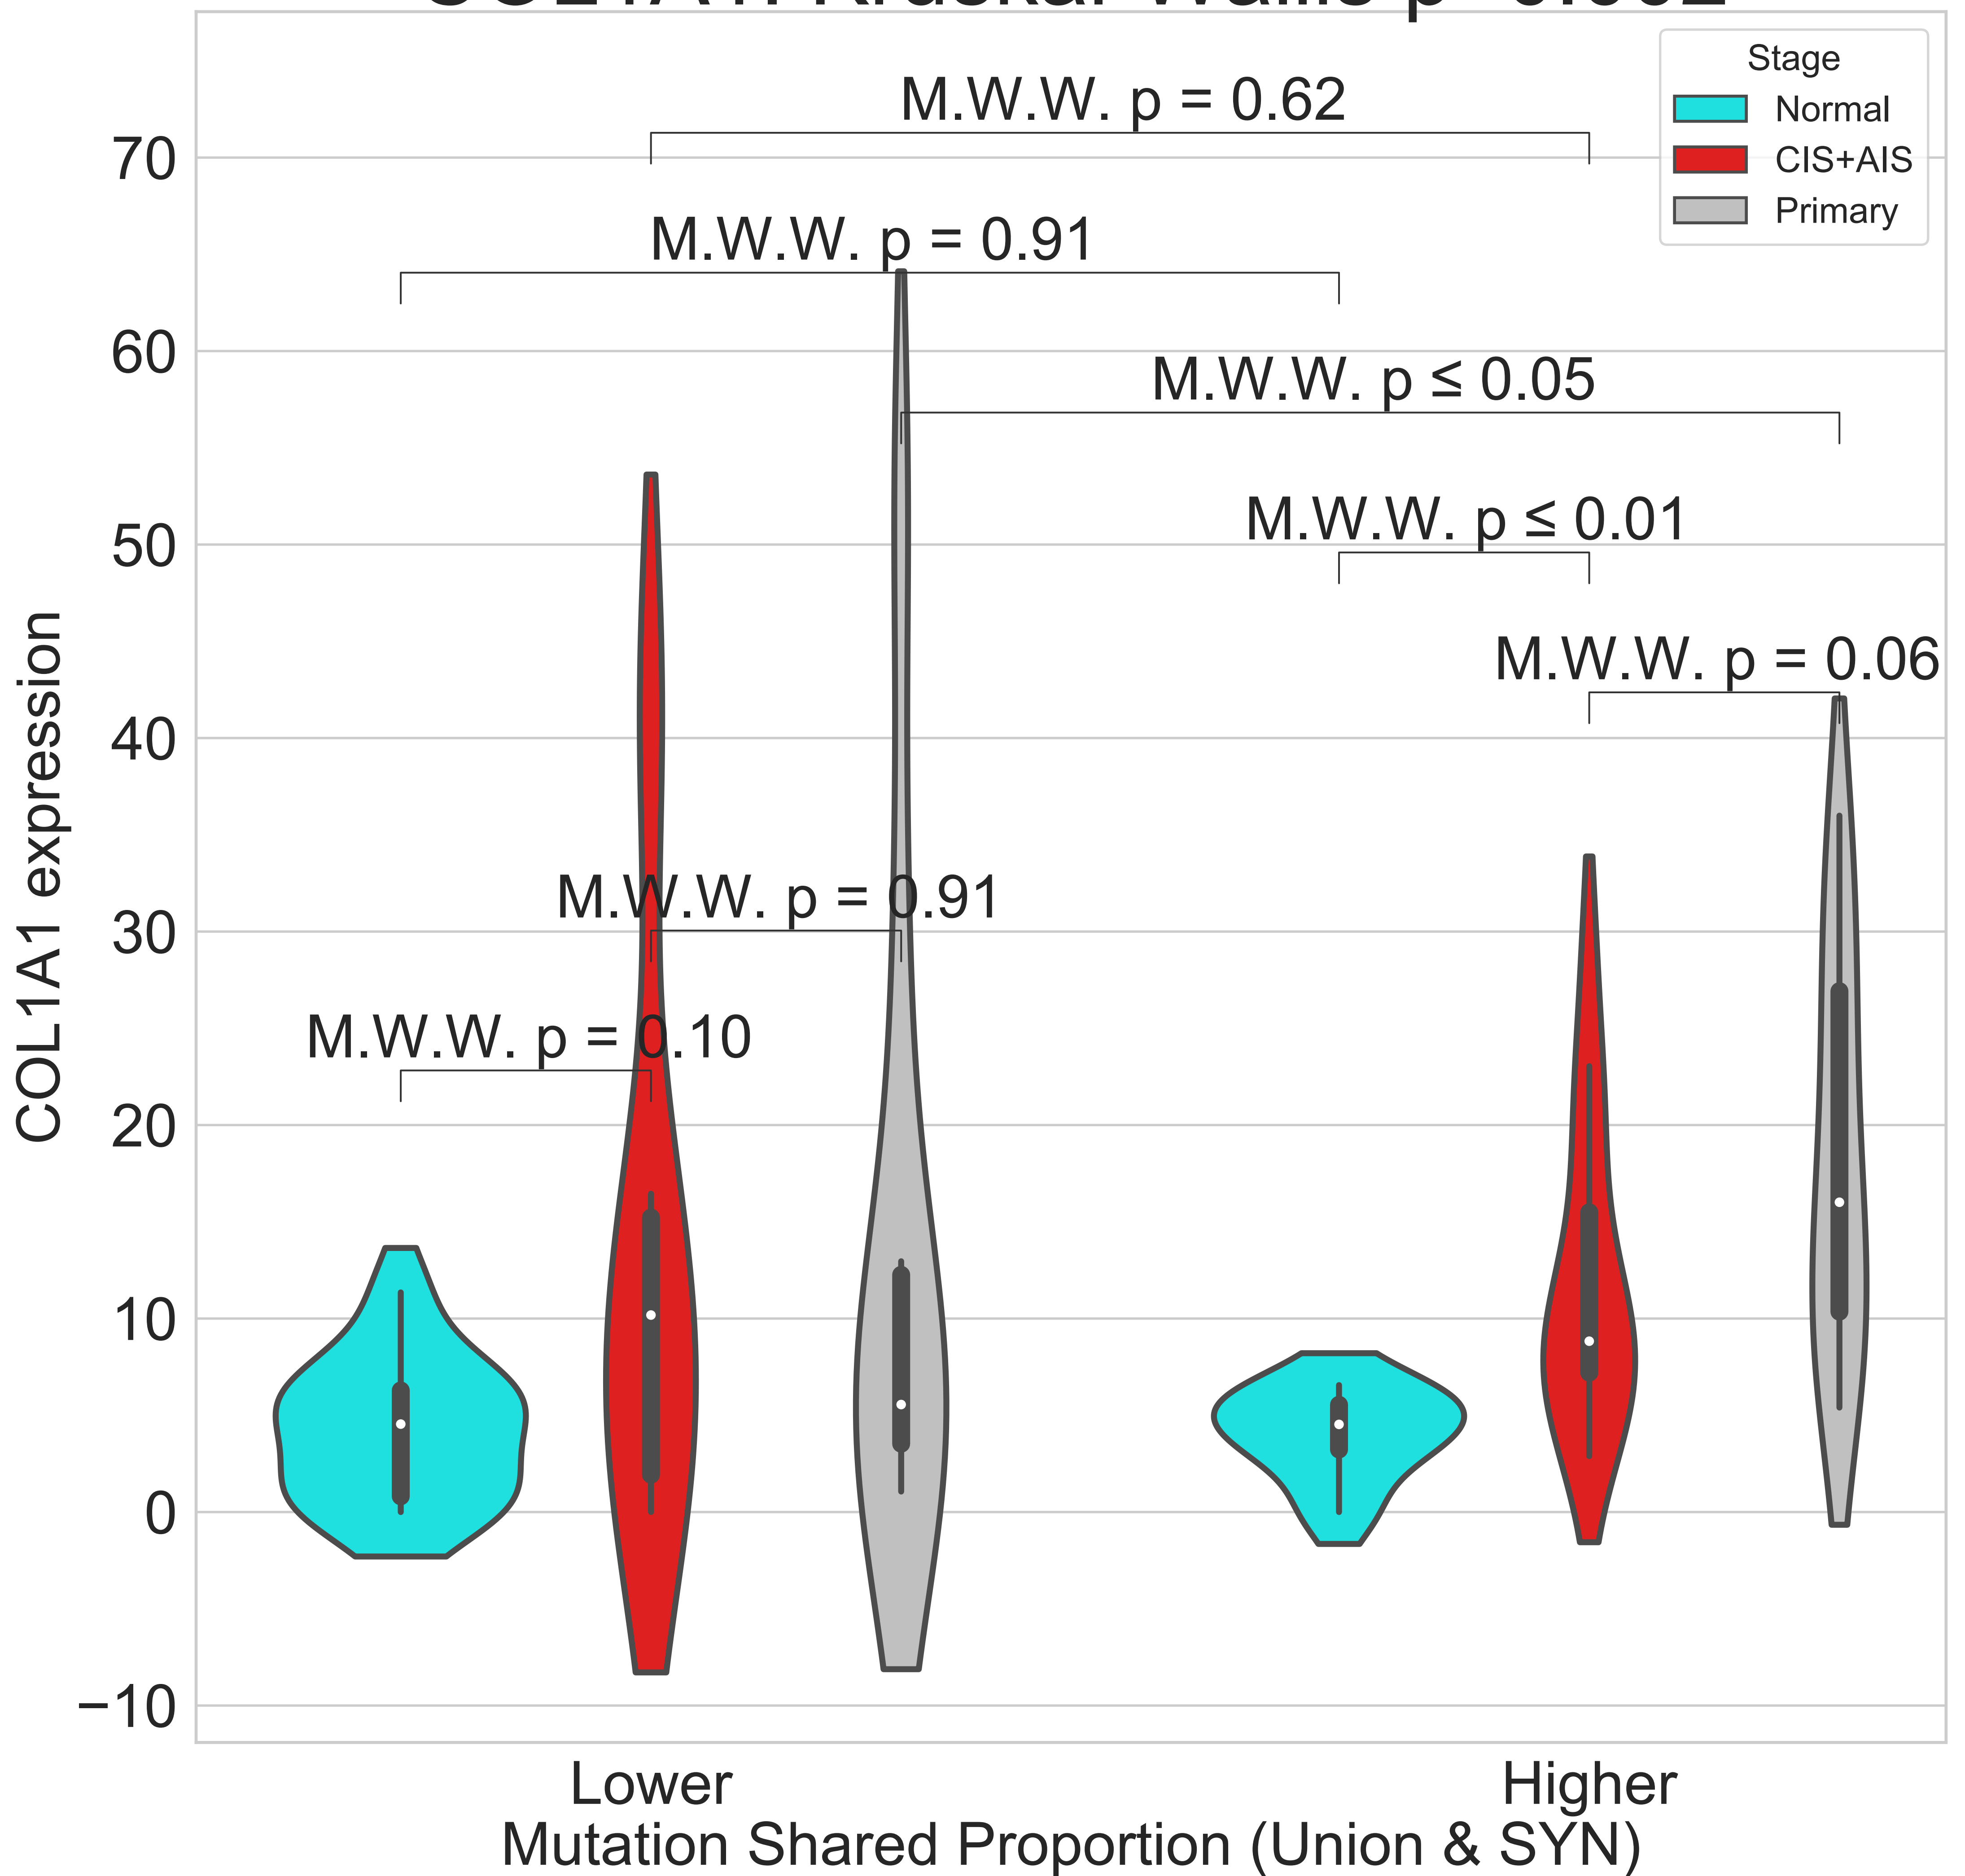 Stage
Normal
CIS+AIS
Primary
M.W.W. p = 0.62
M.W.W. p = 0.91
M.W.W. p ≤ 0.05
M.W.W. p ≤ 0.01
M.W.W. p = 0.06
M.W.W. p = 0.91
M.W.W. p = 0.10
COL1A1 expression
70
60
50
40
30
20
10
0
−10
Lower
Higher
Mutation Shared Proportion (Union & SYN)